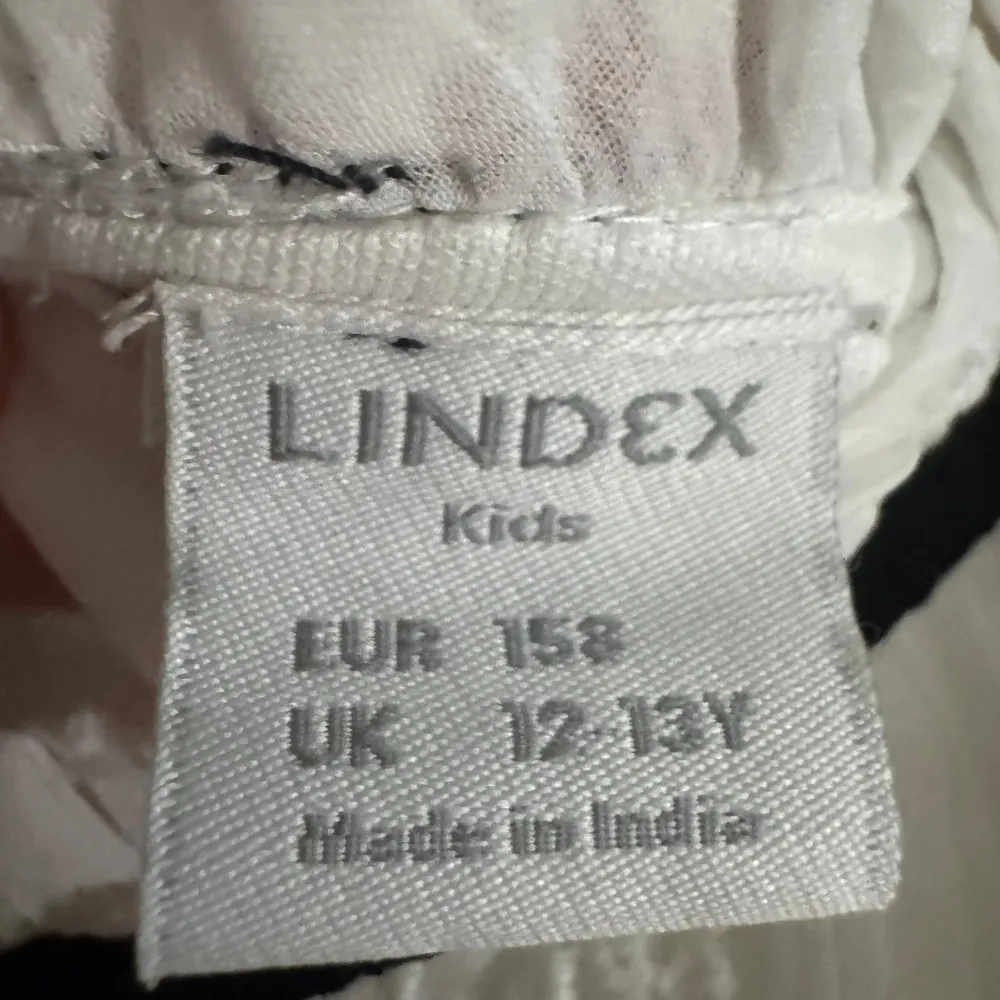 LINDEX
Kids
EUR 158
UK 12-13Y
Made in India